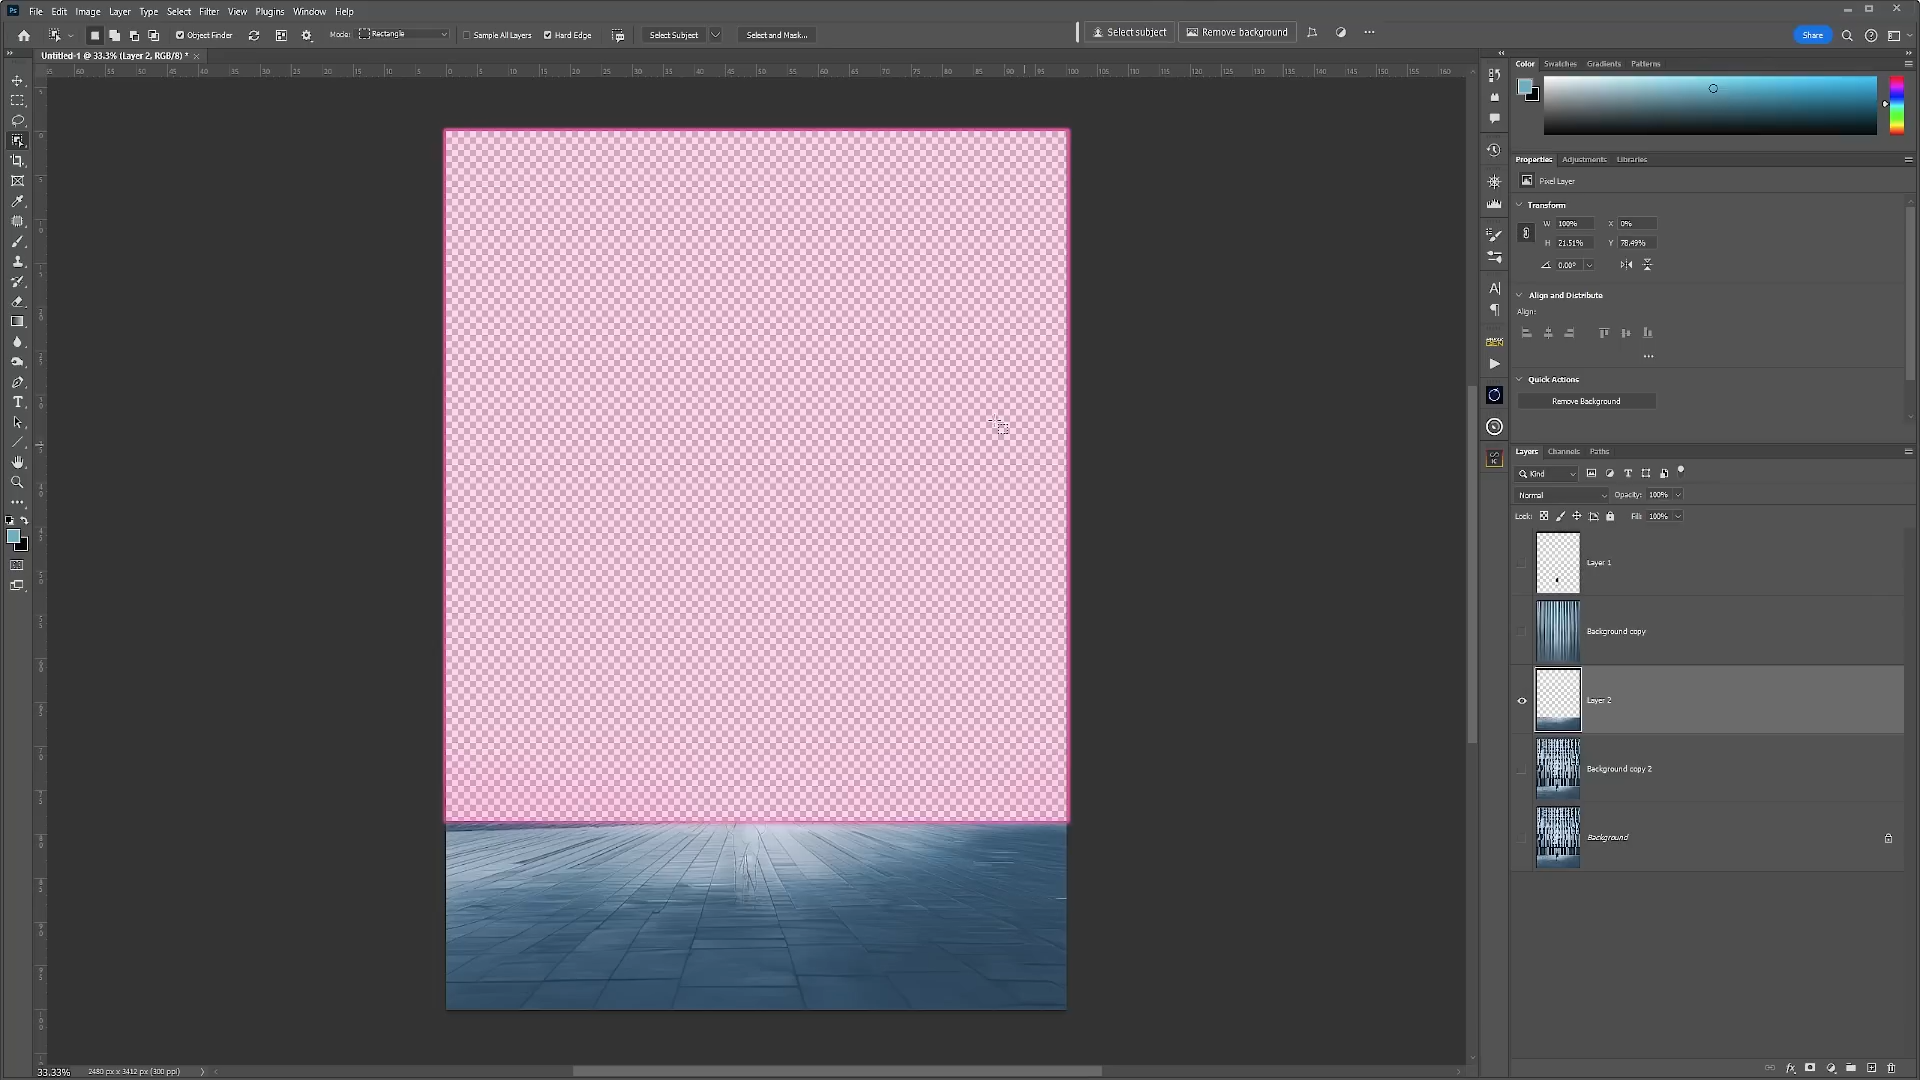 Ps File Edit Image Layer Type Select Filter Plugins View Window Help
Object Finder Mode: Rectangle Sample All Layers Hard Edge Select Subject Select and Mask... Select subject Remove background Share
Untitled-1 @ 33.3% (Layer 2, RGB/8) *
Color Swatches Gradients Patterns
Properties Adjustments Libraries
Pixel Layer
Transform
W 100% X 0%
H 21.51% Y 78.49%
0.00°
Align and Distribute
Align:
Quick Actions
Remove Background
Layers Channels Paths
Kind
Normal Opacity: 100%
Lock: Fill: 100%
Layer 1
Background copy
Layer 2
Background copy 2
Background
33.33% 2480 px x 3412 px (300 ppi)